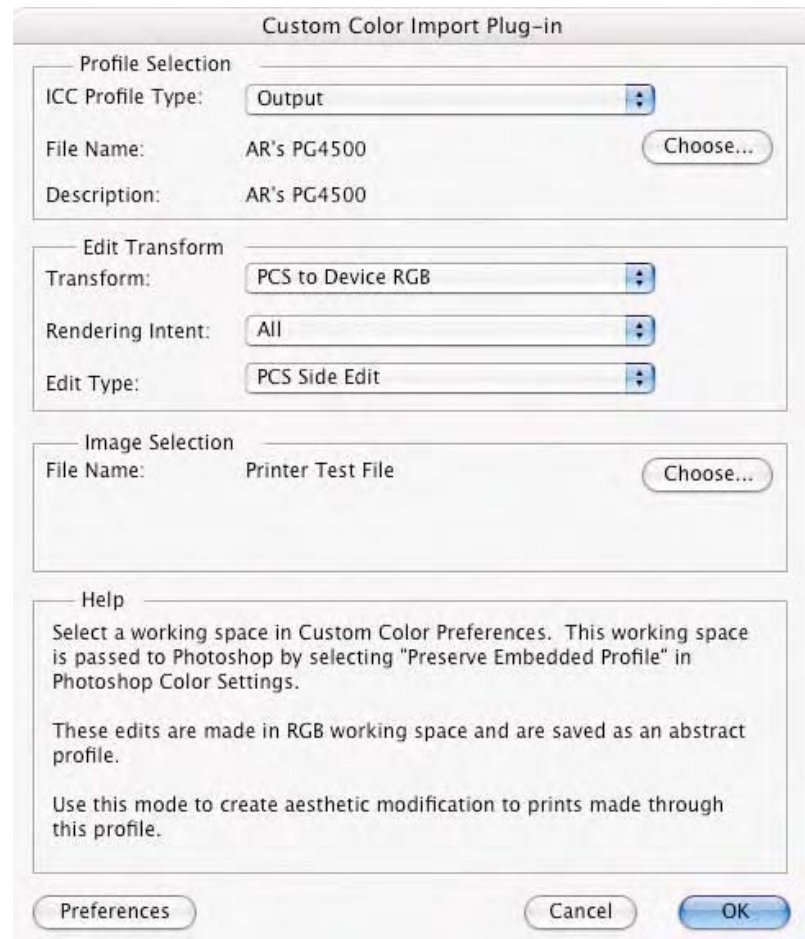 Custom Color Import Plug-in
Profile Selection
ICC Profile Type: Output
File Name: AR's PG4500 Choose...
Description: AR's PG4500
Edit Transform
Transform: PCS to Device RGB
Rendering Intent: All
Edit Type: PCS Side Edit
Image Selection
File Name: Printer Test File Choose...
Help
Select a working space in Custom Color Preferences. This working space
is passed to Photoshop by selecting "Preserve Embedded Profile" in
Photoshop Color Settings.
These edits are made in RGB working space and are saved as an abstract
profile.
Use this mode to create aesthetic modification to prints made through
this profile.
Preferences Cancel OK